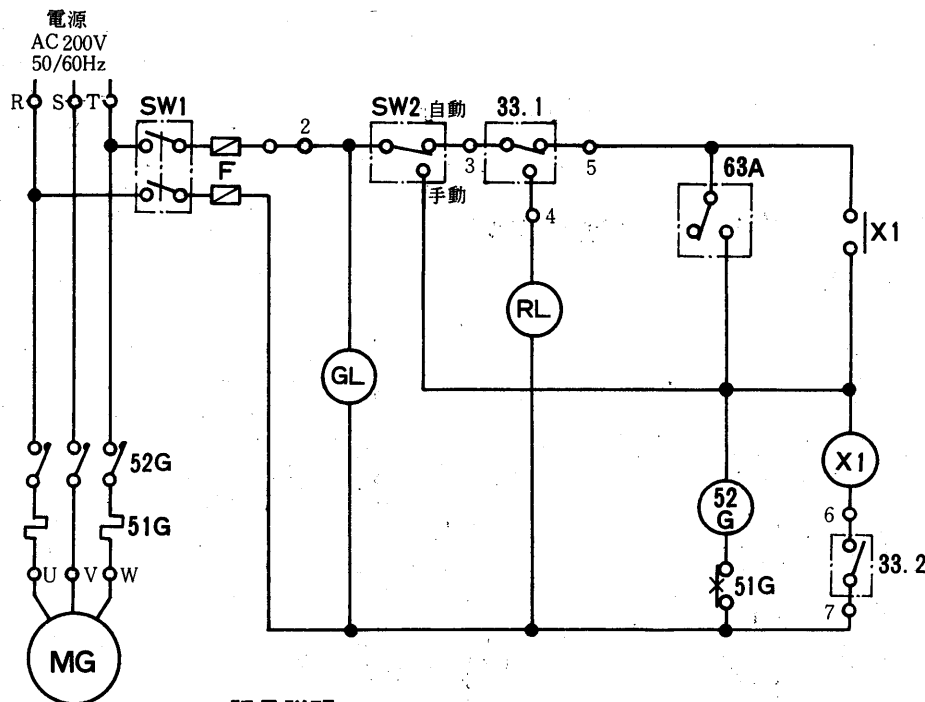 電源
AC 200V
50/60Hz
R S T
SW1
F
2
SW2
自動
手動
3
33.1
4
5
63A
X1
RL
GL
52G
51G
U V W
MG
52
G
51G
X1
6
33.2
7